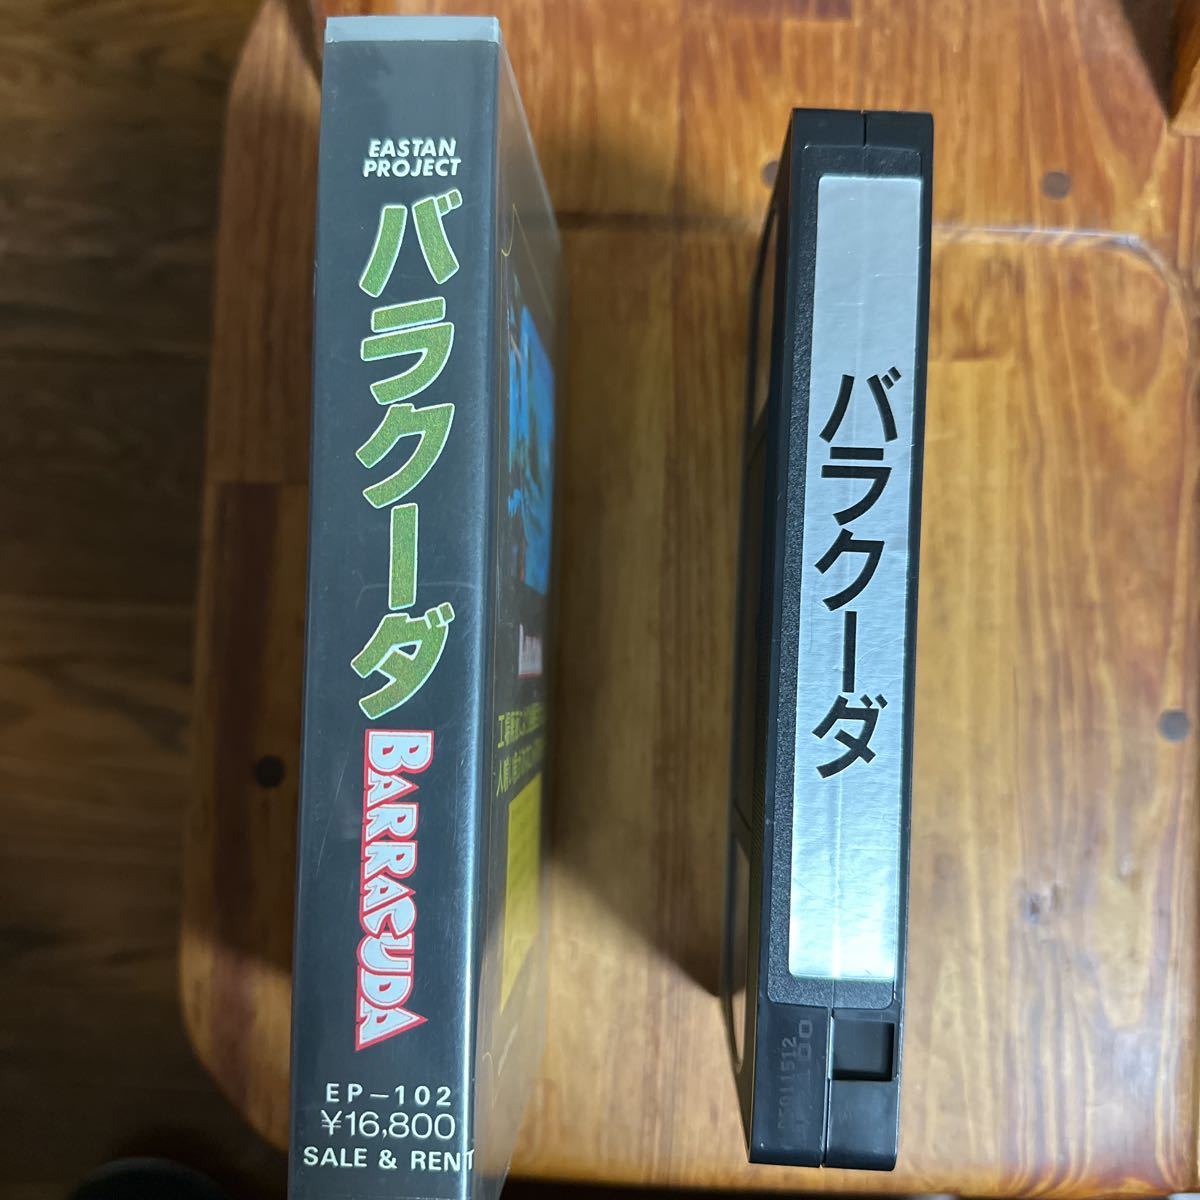 EASTAN
PROJECT
バラクーダ
BARRACUDA
EP-102
¥16,800
SALE & RENT
バラクーダ